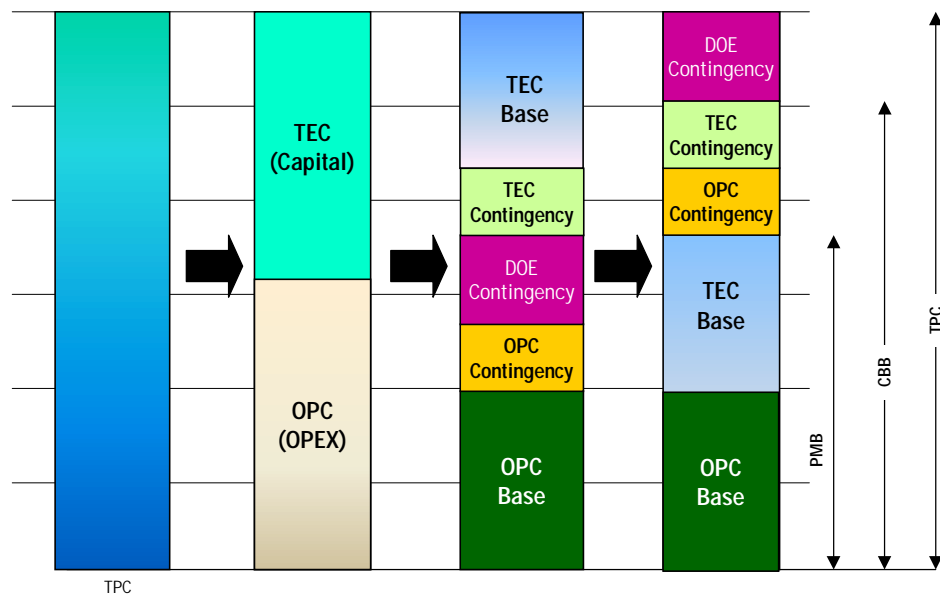 TPC
TEC
(Capital)
OPC
(OPEX)
TEC
Base
TEC
Contingency
DOE
Contingency
OPC
Contingency
OPC
Base
DOE
Contingency
TEC
Contingency
OPC
Contingency
TEC
Base
OPC
Base
PMB
CBB
TPC